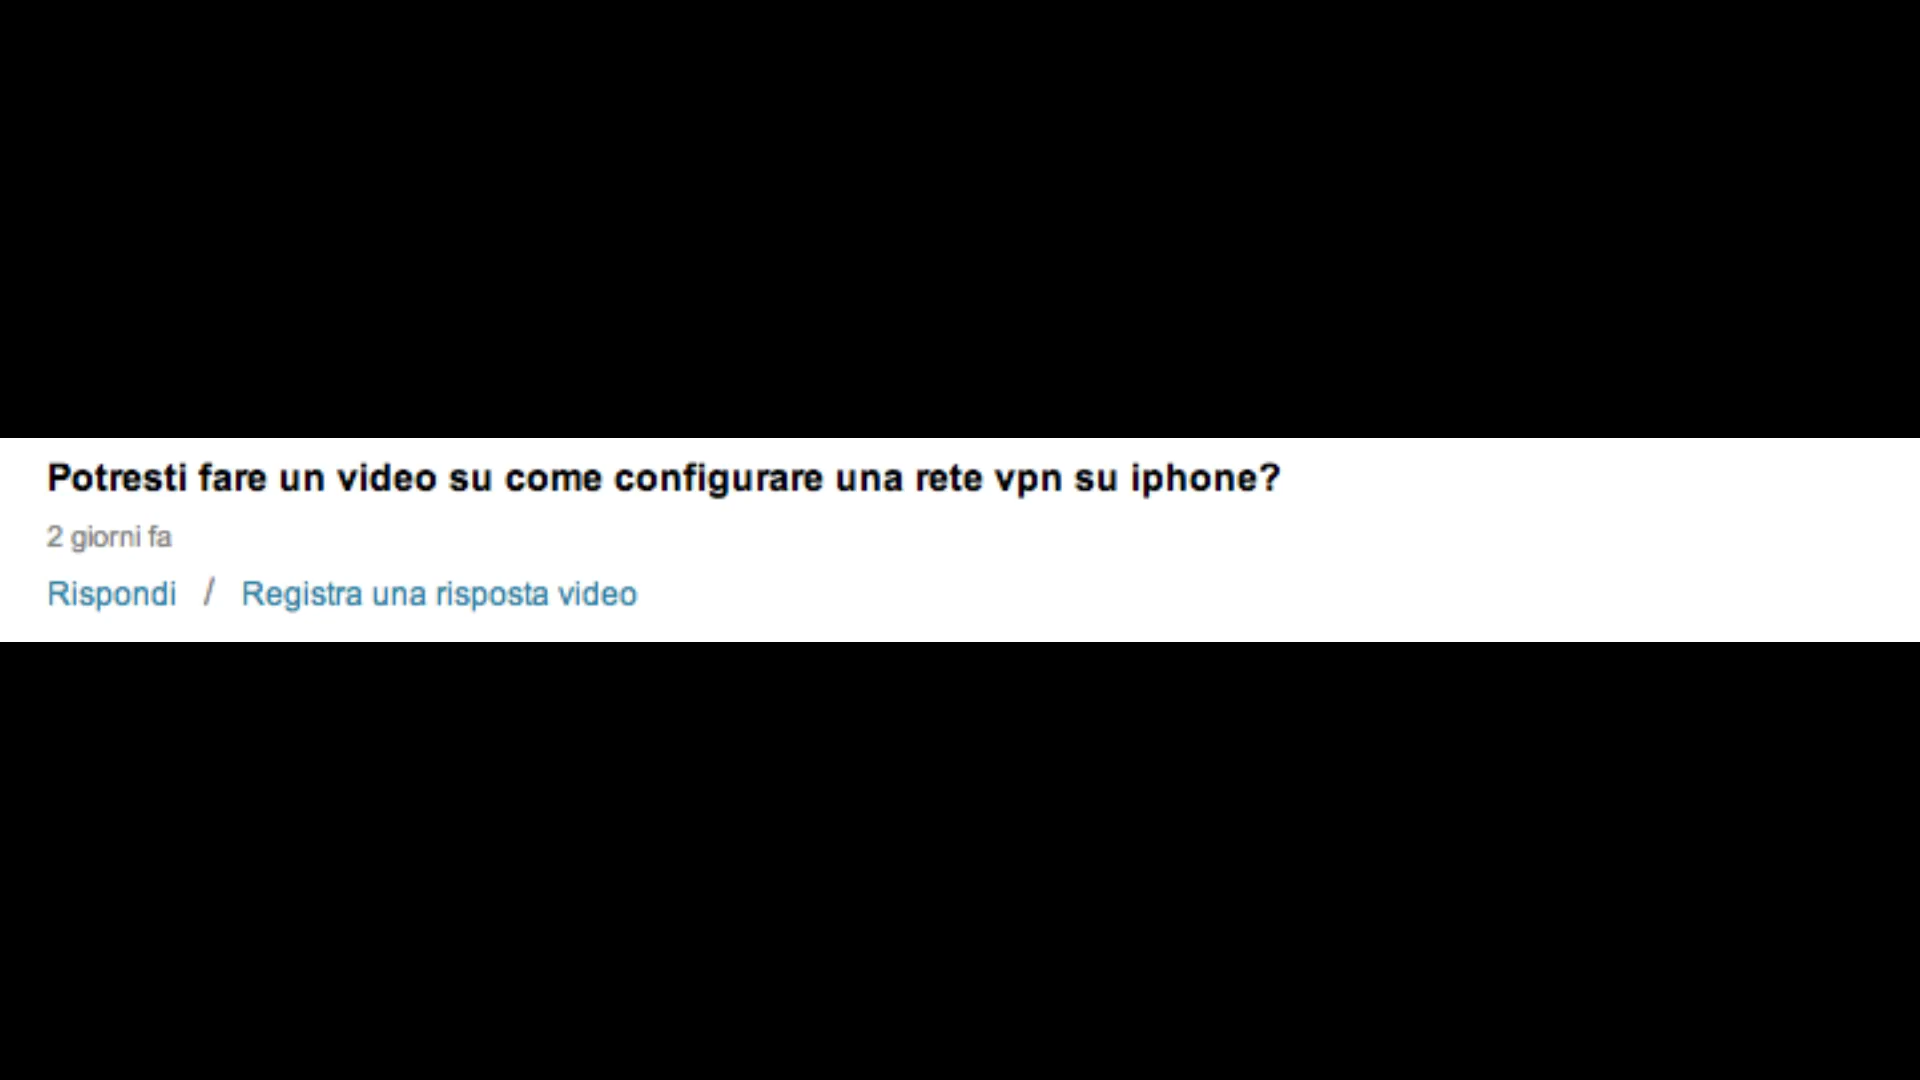 Potresti fare un video su come configurare una rete vpn su iphone?
2 giorni fa
Rispondi / Registra una risposta video